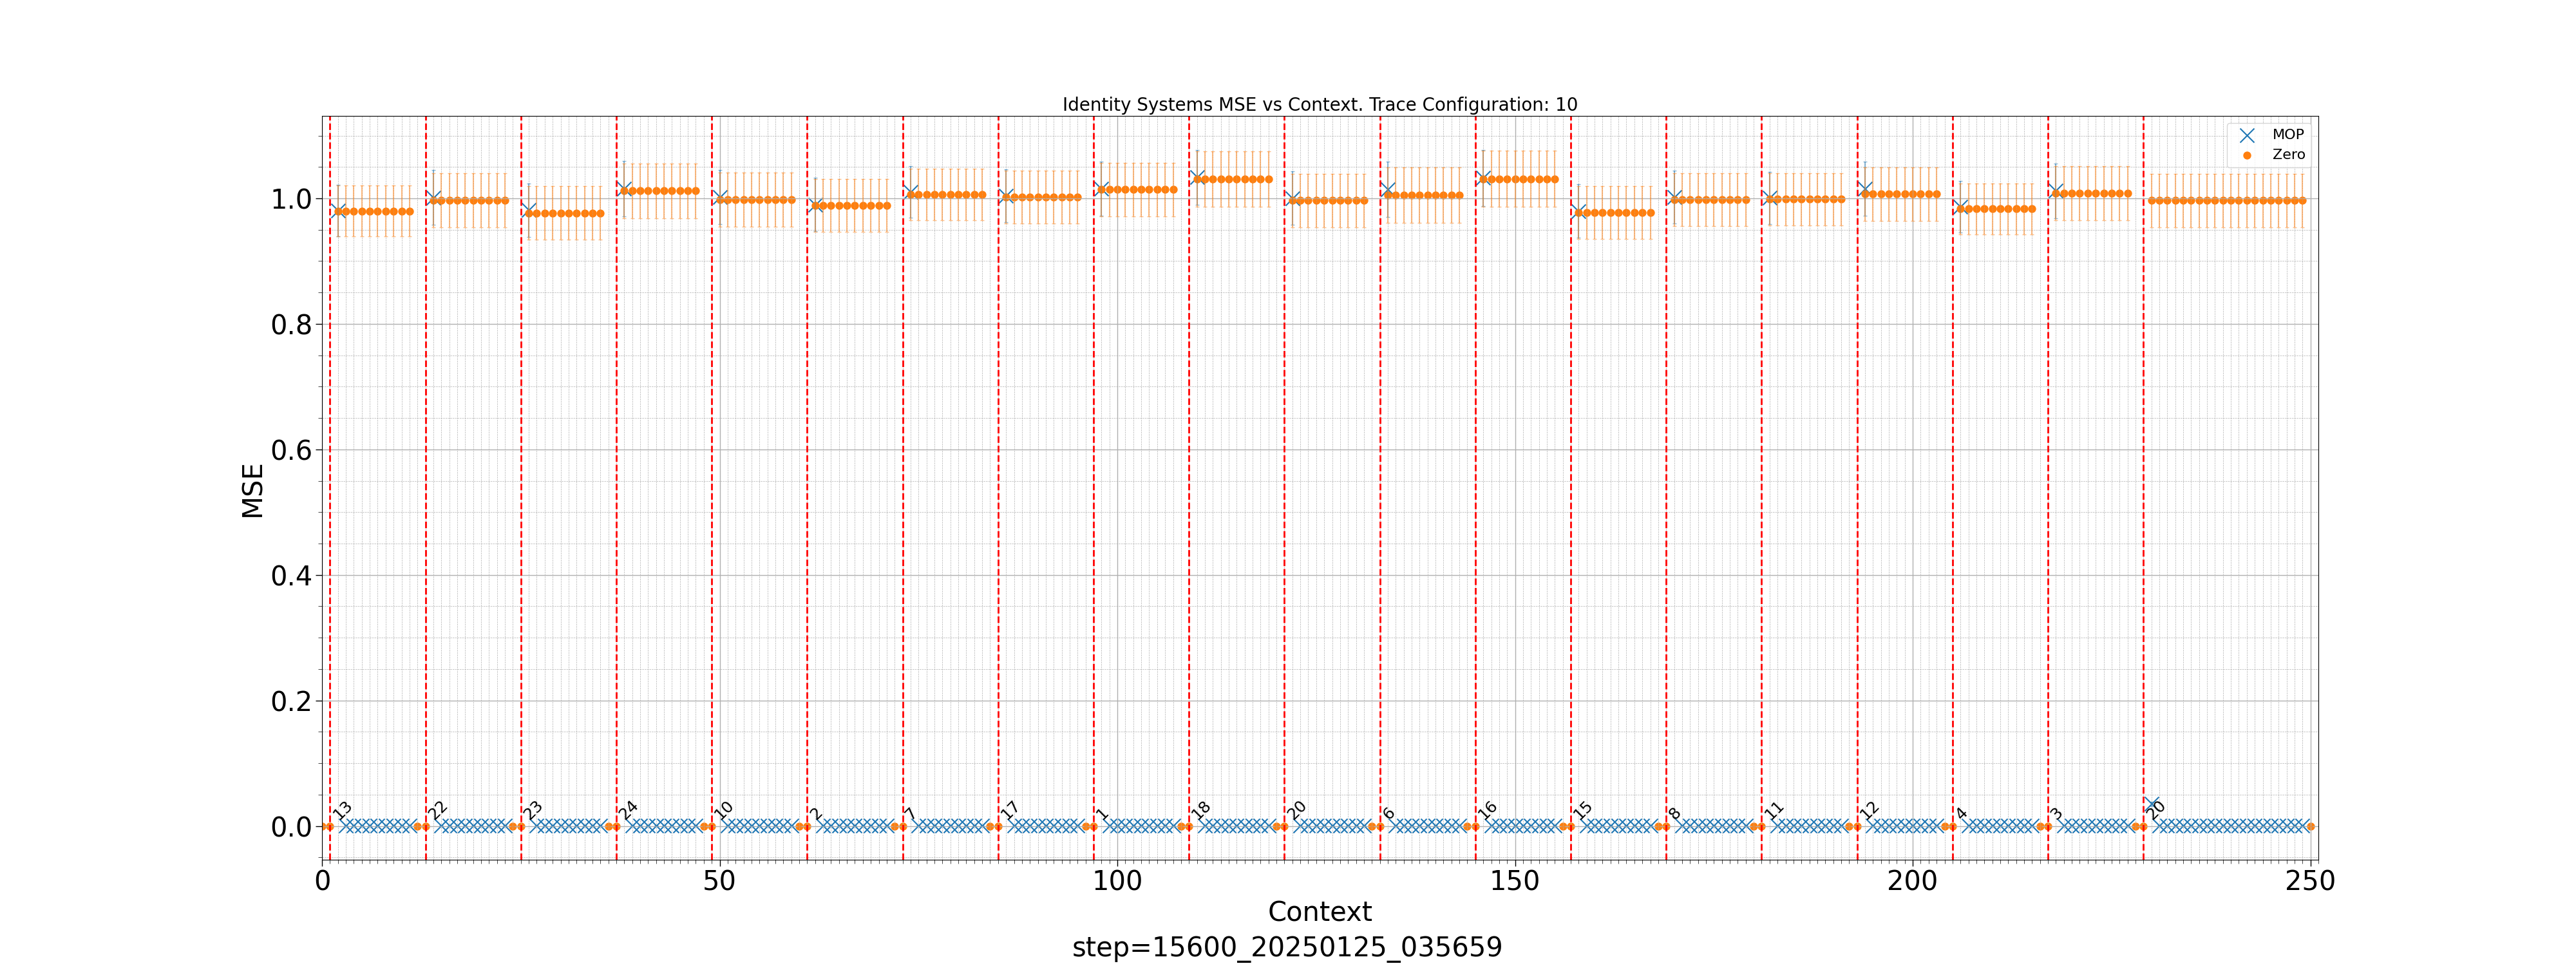 Identity Systems MSE vs Context. Trace Configuration: 10
MOP
Zero
1.0
0.8
0.6
0.4
0.2
0.0
MSE
13 22 23 24 10 2 7 17 1 18 20 6 16 15 8 11 12 4 3 20
0 50 100 150 200 250
Context
step=15600_20250125_035659